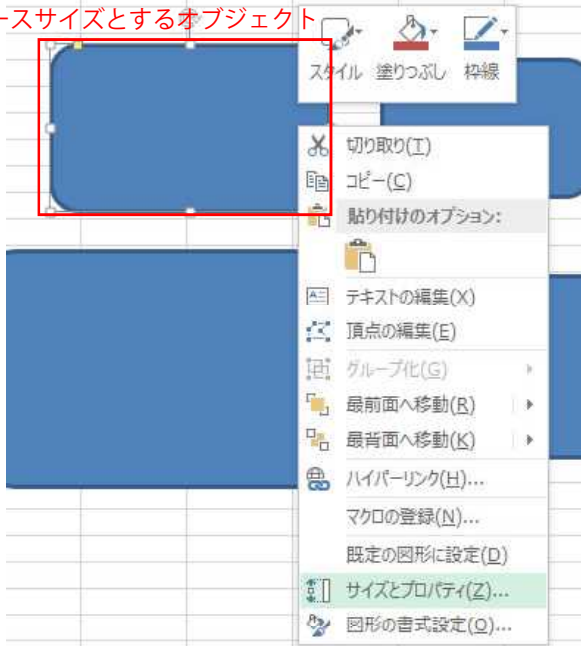 ースサイズとするオブジェクト
スタイル 塗りつぶし 枠線
切り取り(T)
コピー(C)
貼り付けのオプション:
テキストの編集(X)
頂点の編集(E)
グループ化(G)
最前面へ移動(R)
最背面へ移動(K)
ハイパーリンク(H)...
マクロの登録(N)...
既定の図形に設定(D)
サイズとプロパティ(Z)...
図形の書式設定(O)...